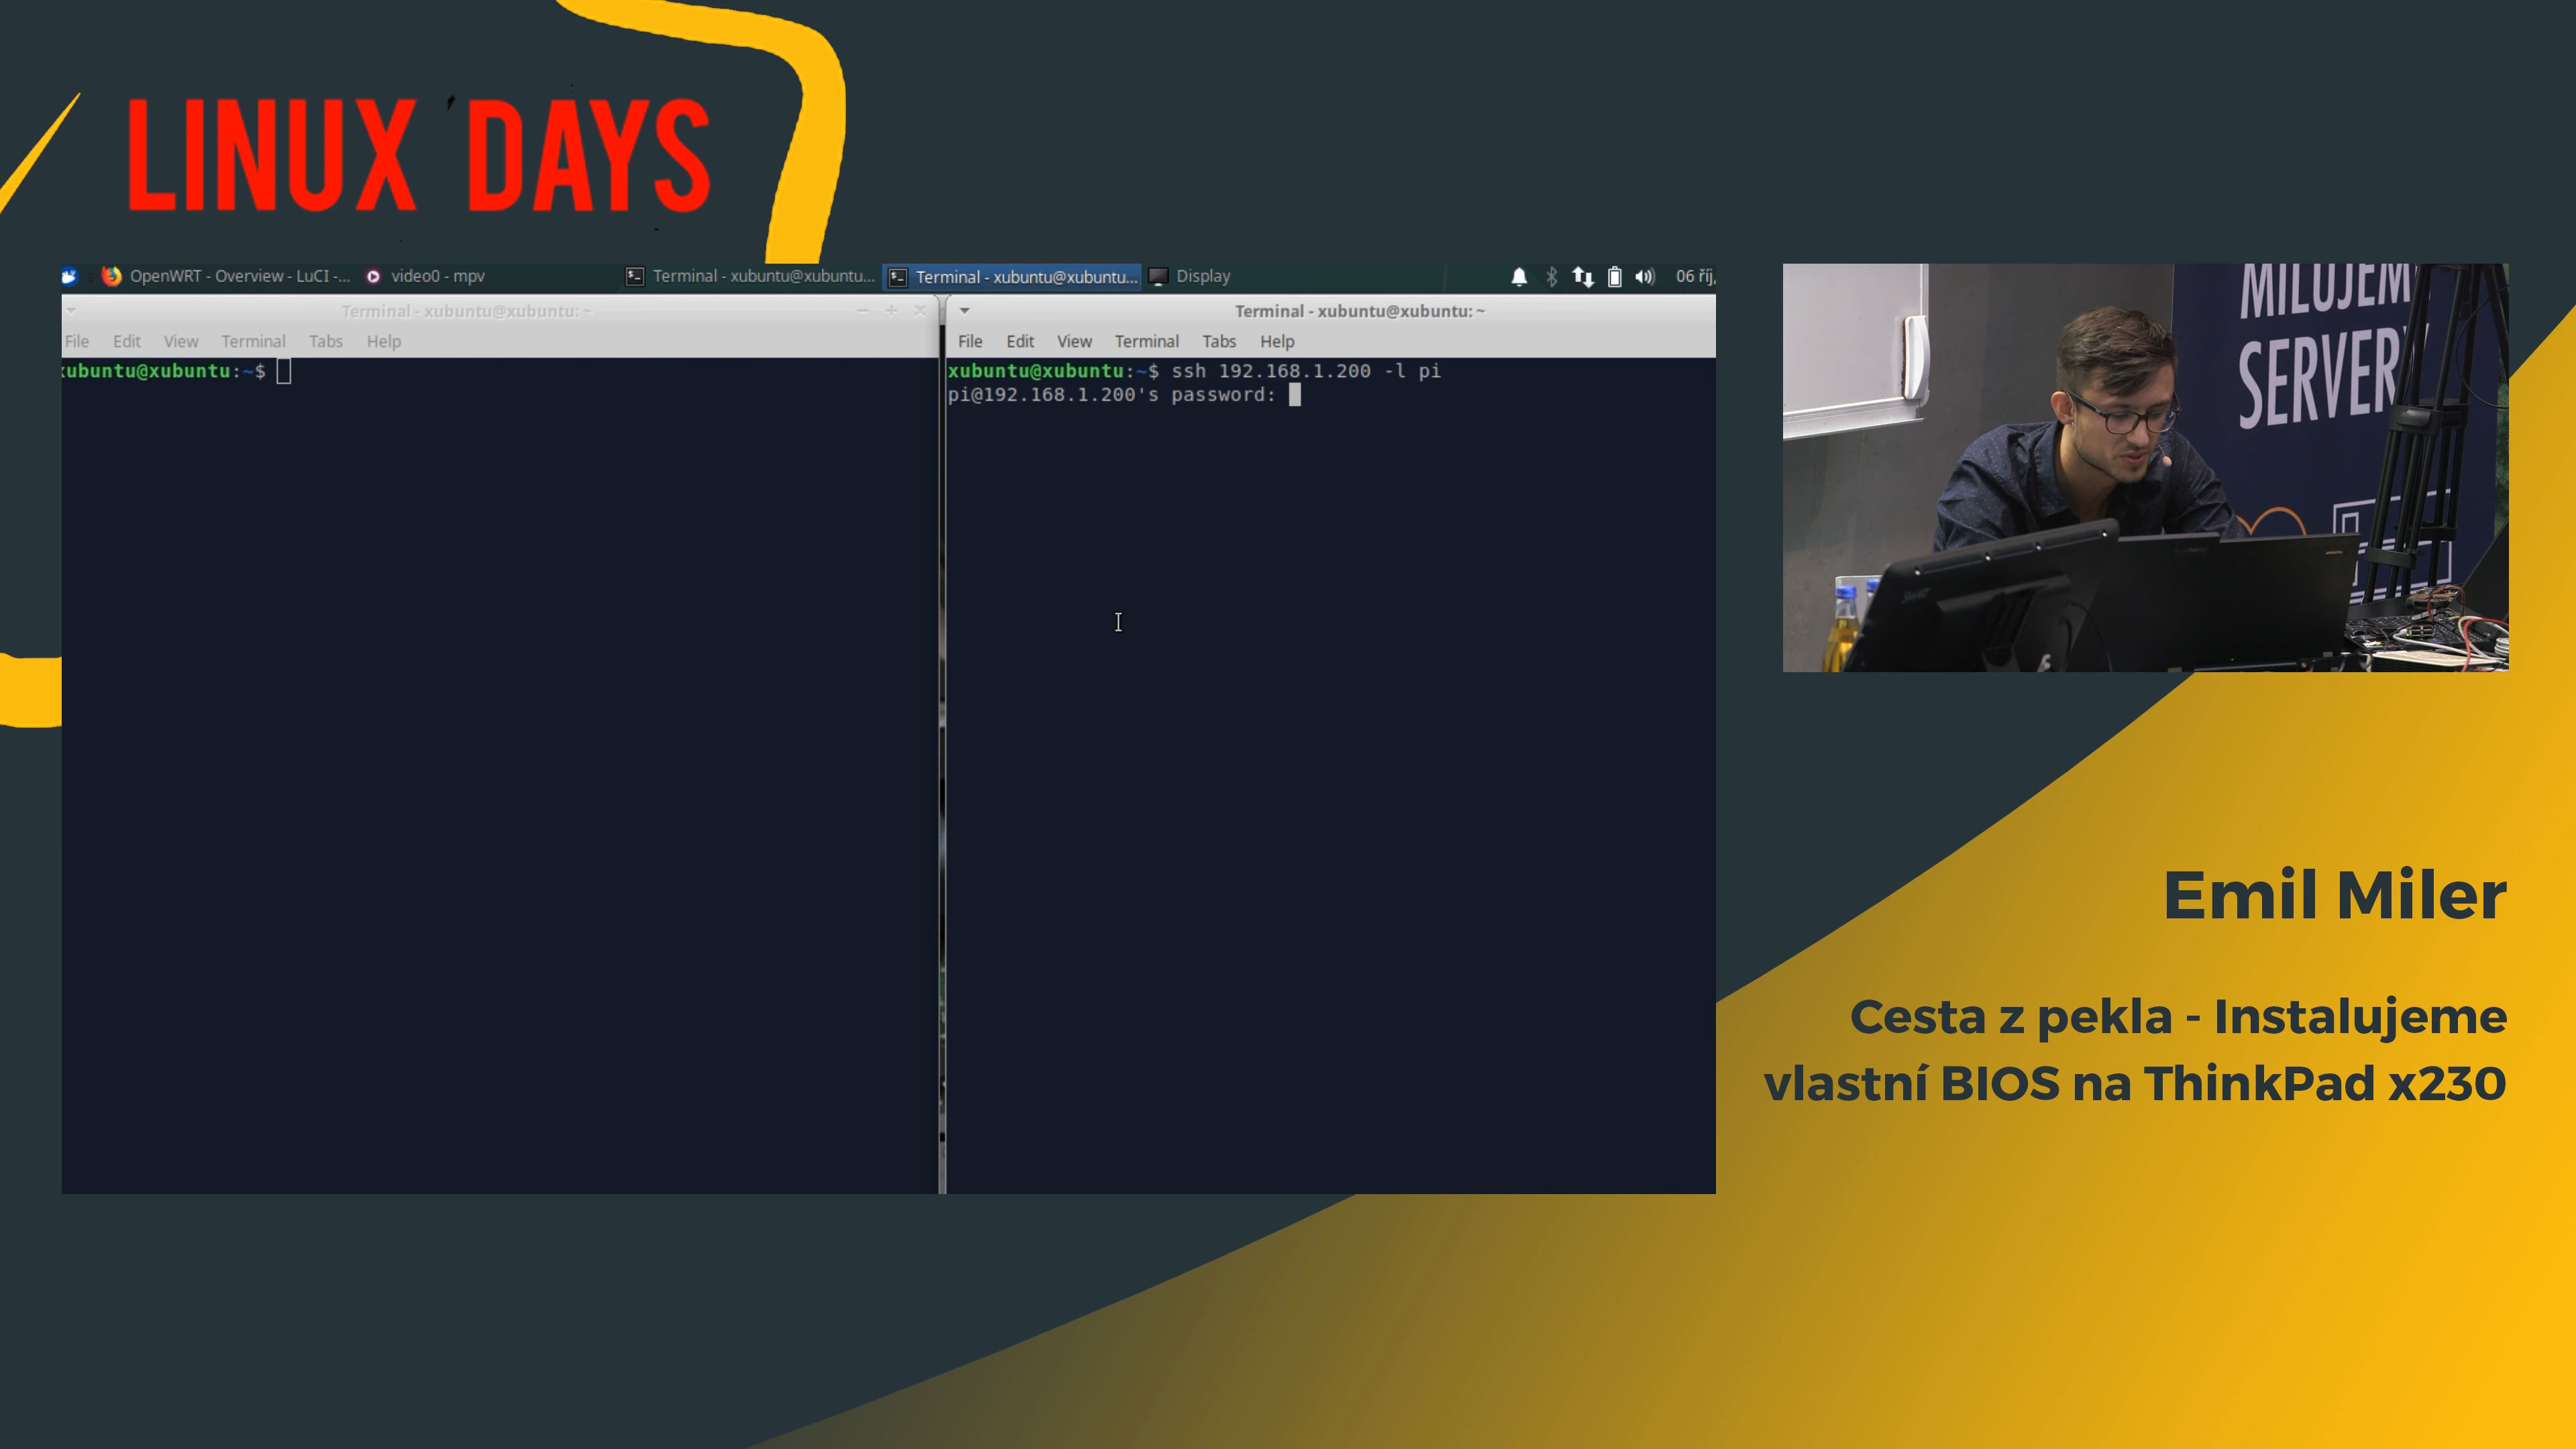 LINUX DAYS
OpenWRT - Overview - LuCI -...
video0 - mpv
Terminal - xubuntu@xubuntu...
Terminal - xubuntu@xubuntu...
Display
06 říj,
Terminal - xubuntu@xubuntu: ~
File Edit View Terminal Tabs Help
xubuntu@xubuntu:~$
Terminal - xubuntu@xubuntu: ~
File Edit View Terminal Tabs Help
xubuntu@xubuntu:~$ ssh 192.168.1.200 -l pi
pi@192.168.1.200's password:
MILUJEM
SERVERY
Emil Miler
Cesta z pekla - Instalujeme
vlastní BIOS na ThinkPad x230